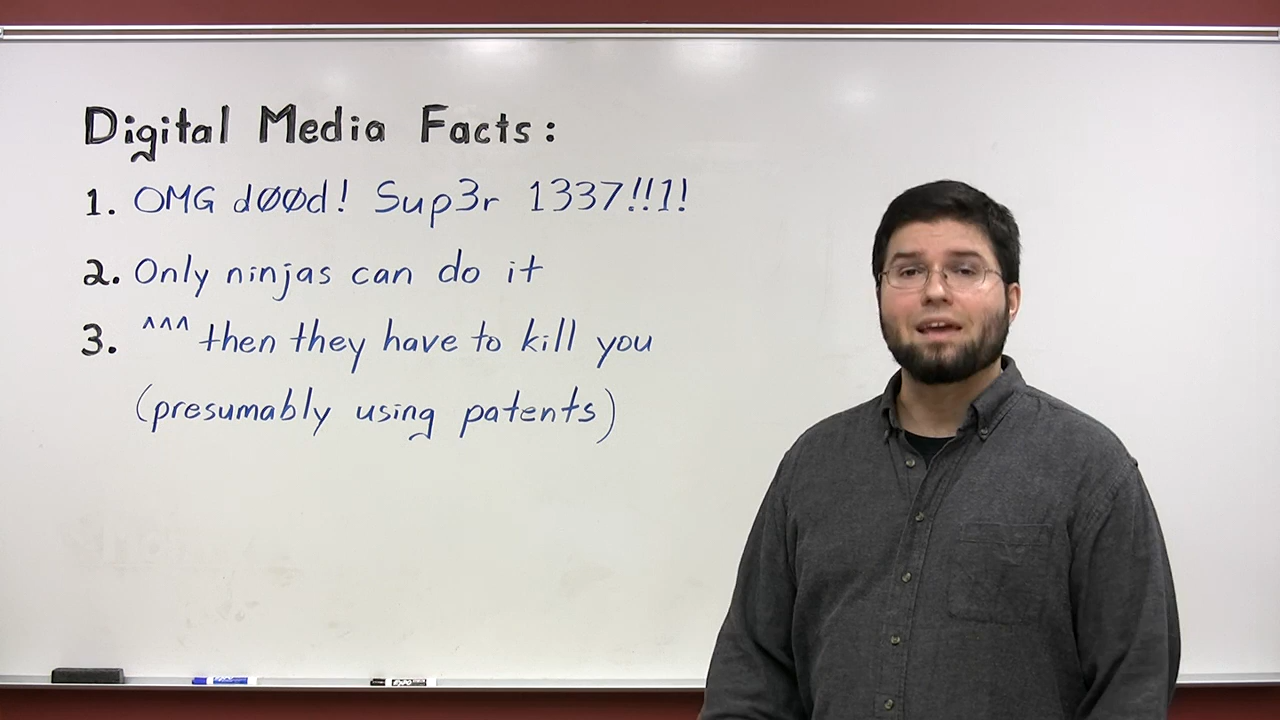 Digital Media Facts:
1. OMG dØØd! Sup3r 1337!!1!
2. Only ninjas can do it
3. ^^^ then they have to kill you
(presumably using patents)